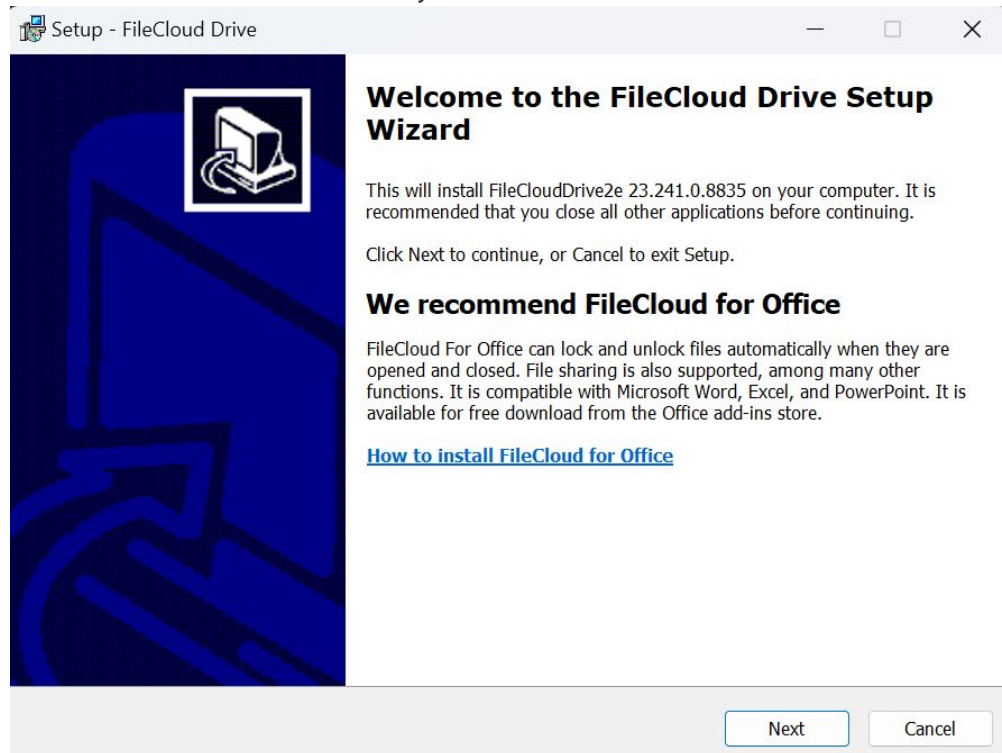 Setup - FileCloud Drive
Welcome to the FileCloud Drive Setup
Wizard
This will install FileCloudDrive2e 23.241.0.8835 on your computer. It is
recommended that you close all other applications before continuing.
Click Next to continue, or Cancel to exit Setup.
We recommend FileCloud for Office
FileCloud For Office can lock and unlock files automatically when they are
opened and closed. File sharing is also supported, among many other
functions. It is compatible with Microsoft Word, Excel, and PowerPoint. It is
available for free download from the Office add-ins store.
How to install FileCloud for Office
Next Cancel